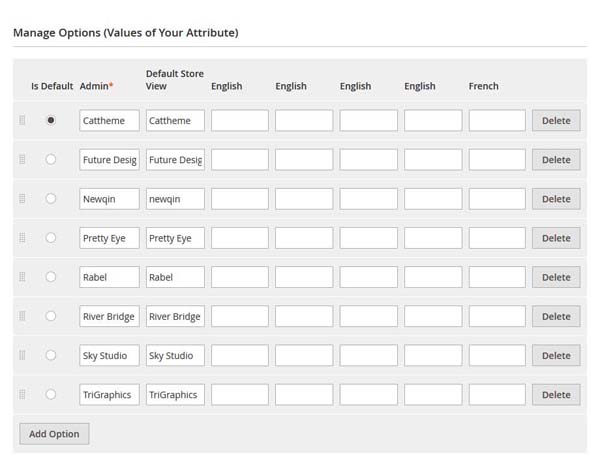 Manage Options (Values of Your Attribute)
Is Default Admin* Default Store View English English English English French
Cattheme Cattheme Delete
Future Desig Future Desig Delete
Newqin newqin Delete
Pretty Eye Pretty Eye Delete
Rabel Rabel Delete
River Bridge River Bridge Delete
Sky Studio Sky Studio Delete
TriGraphics TriGraphics Delete
Add Option